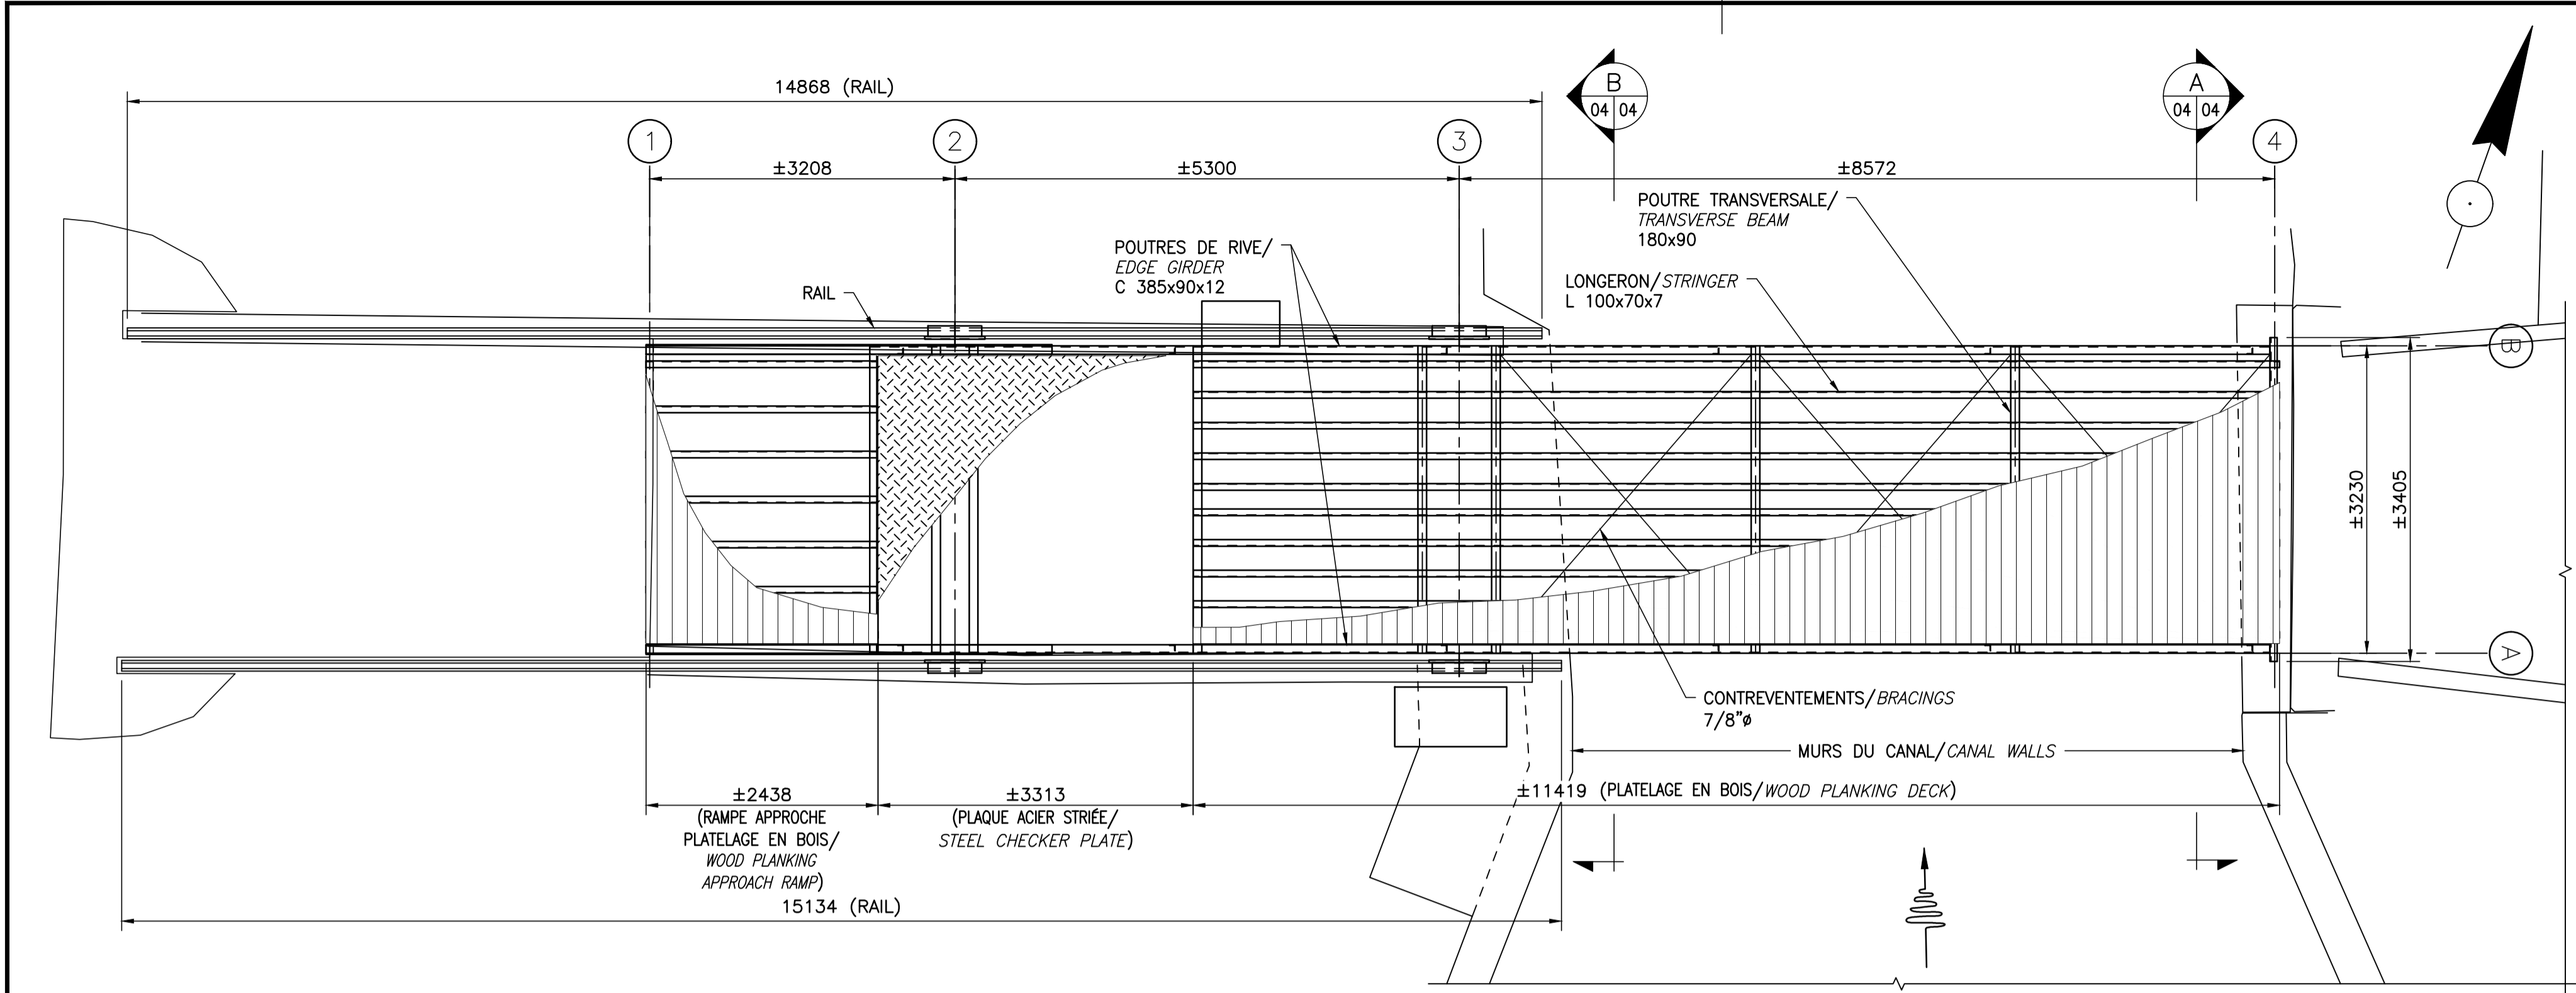 14868 (RAIL)
B
04 04
A
04 04
1
2
3
4
±3208
±5300
±8572
POUTRE TRANSVERSALE/
TRANSVERSE BEAM
180x90
POUTRES DE RIVE/
EDGE GIRDER
C 385x90x12
LONGERON/STRINGER
L 100x70x7
RAIL
B
±3230
±3405
A
CONTREVENTEMENTS/BRACINGS
7/8"ø
MURS DU CANAL/CANAL WALLS
±2438
(RAMPE APPROCHE
PLATELAGE EN BOIS/
WOOD PLANKING
APPROACH RAMP)
±3313
(PLAQUE ACIER STRIÉE/
STEEL CHECKER PLATE)
±11419 (PLATELAGE EN BOIS/WOOD PLANKING DECK)
15134 (RAIL)